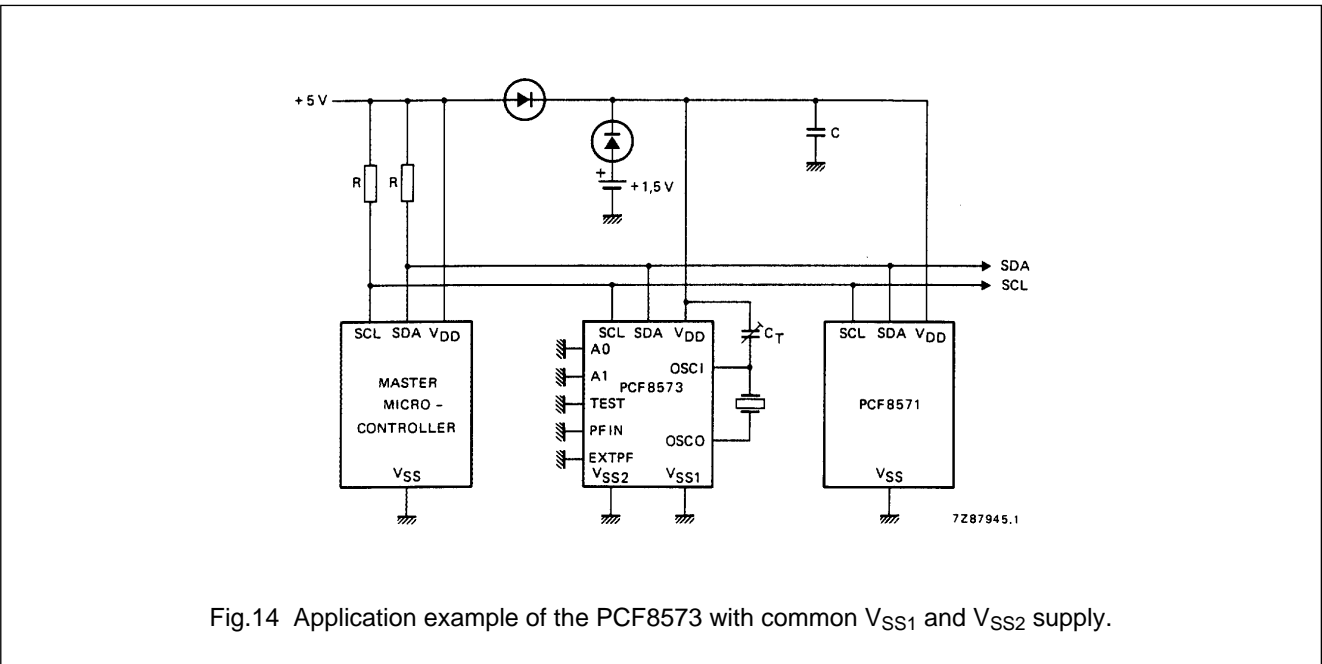 +5 V
C
R
R
+
+1,5 V
SDA
SCL
SCL SDA VDD
SCL SDA VDD
CT
SCL SDA VDD
A0
OSCI
A1
PCF8573
MASTER
MICRO -
CONTROLLER
TEST
PCF8571
PFIN
OSCO
EXTPF
VSS
VSS2
VSS1
VSS
7Z87945.1
Fig.14 Application example of the PCF8573 with common VSS1 and VSS2 supply.